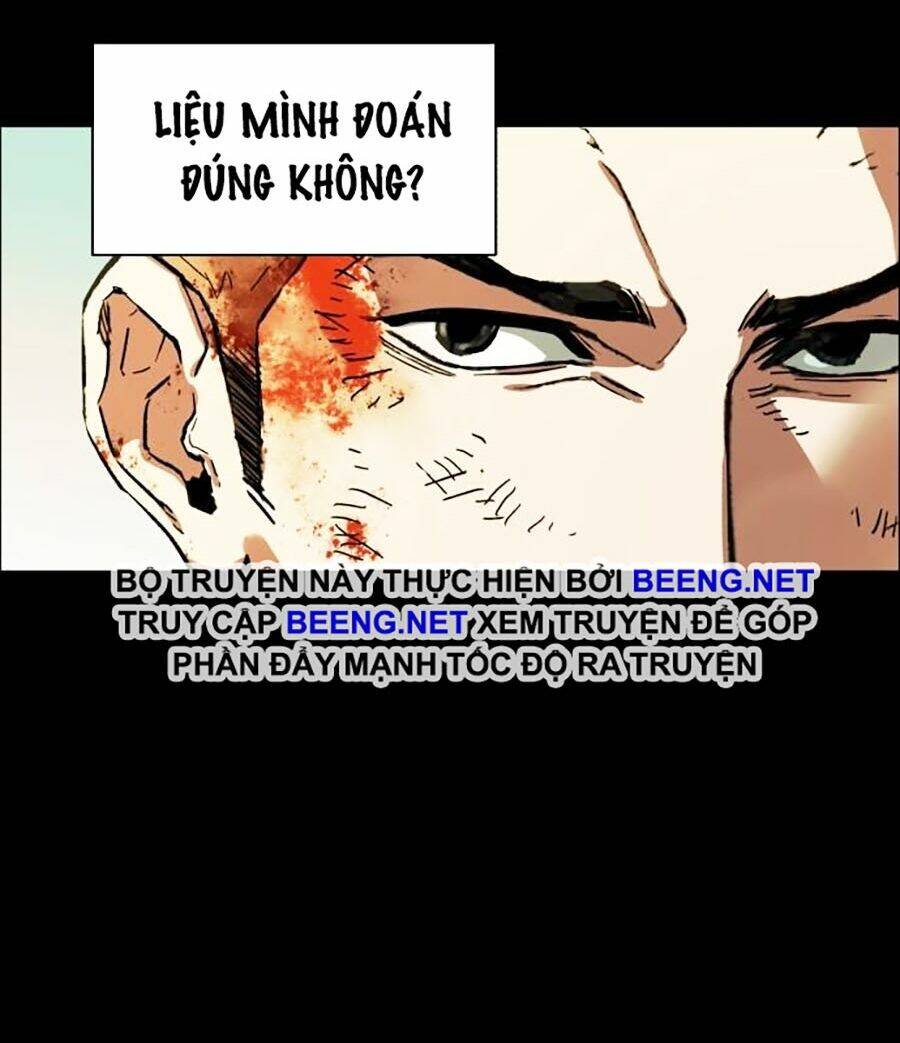 LIỆU MÌNH ĐOÁN
ĐÚNG KHÔNG?
BỘ TRUYỆN NÀY THỰC HIỆN BỞI BEENG.NET
TRUY CẬP BEENG.NET XEM TRUYỆN ĐỂ GÓP
PHẦN ĐẨY MẠNH TỐC ĐỘ RA TRUYỆN